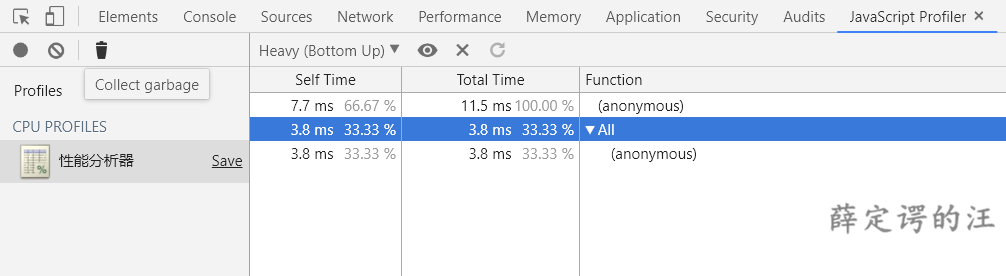 Elements Console Sources Network Performance Memory Application Security Audits JavaScript Profiler ✕
Heavy (Bottom Up) ▼
Collect garbage
Profiles
CPU PROFILES
性能分析器 Save
Self Time Total Time Function
7.7 ms 66.67 % 11.5 ms 100.00 % (anonymous)
3.8 ms 33.33 % 3.8 ms 33.33 % ▼ All
3.8 ms 33.33 % 3.8 ms 33.33 % (anonymous)
薛定谔的汪